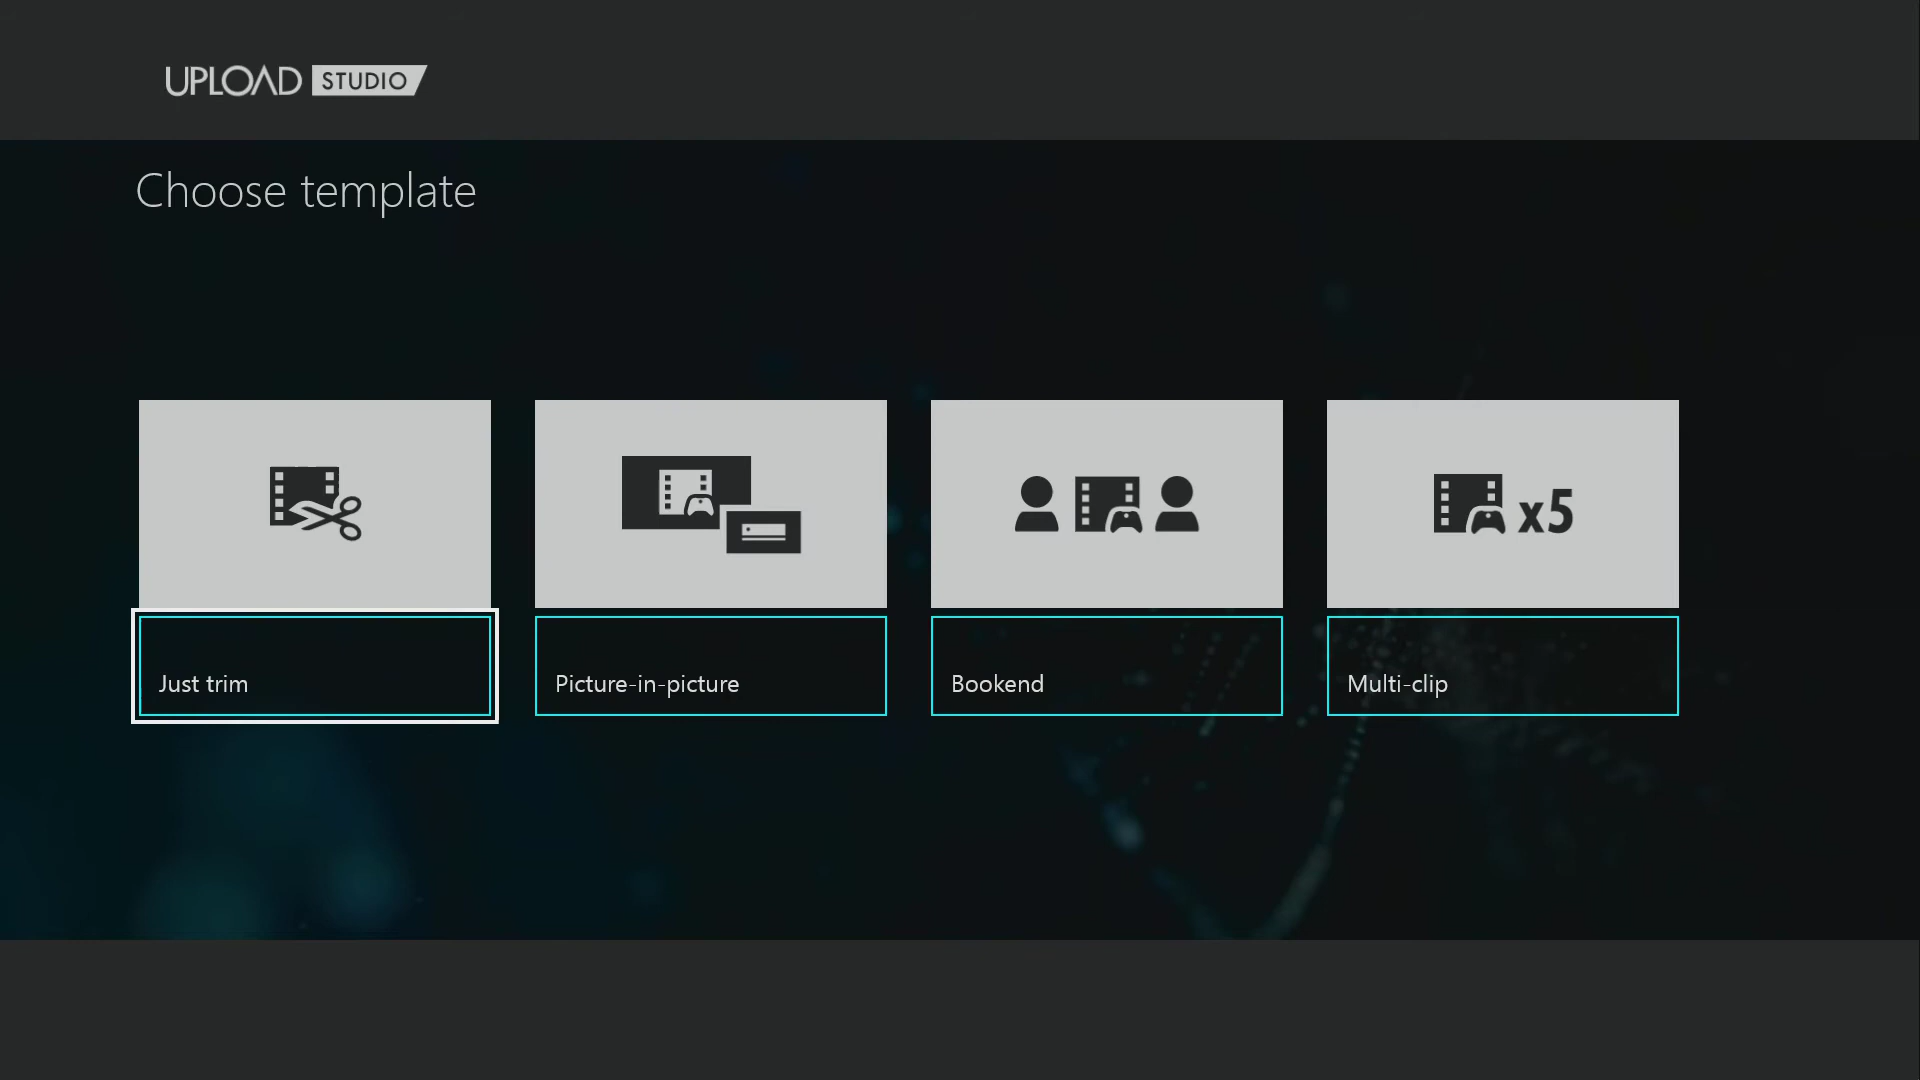 UPLOAD STUDIO
Choose template
x5
Just trim
Picture-in-picture
Bookend
Multi-clip